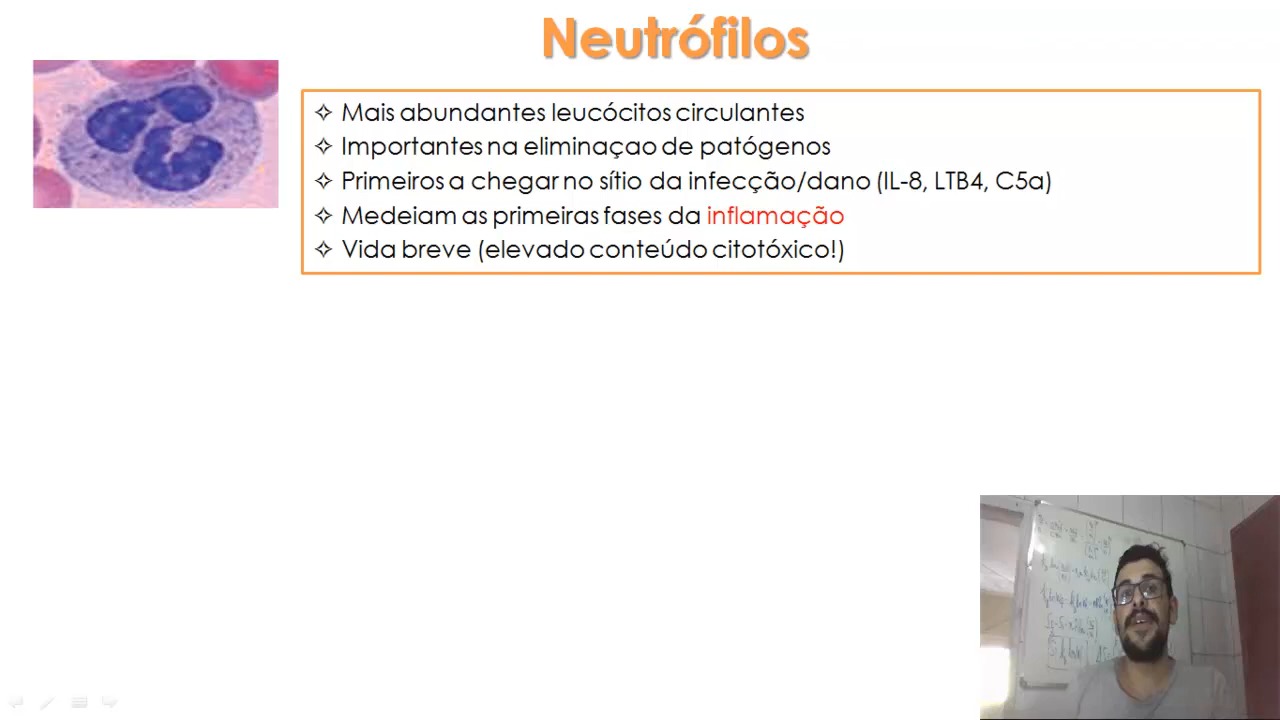 Neutrófilos
✧ Mais abundantes leucócitos circulantes
✧ Importantes na eliminaçao de patógenos
✧ Primeiros a chegar no sítio da infecção/dano (IL-8, LTB4, C5a)
✧ Medeiam as primeiras fases da inflamação
✧ Vida breve (elevado conteúdo citotóxico!)